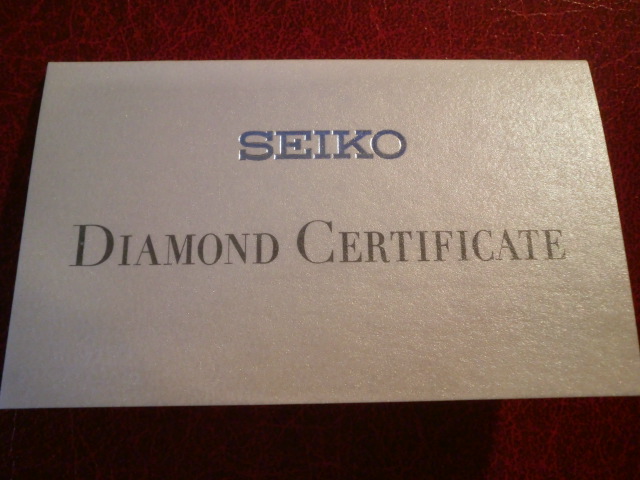 SEIKO
DIAMOND CERTIFICATE